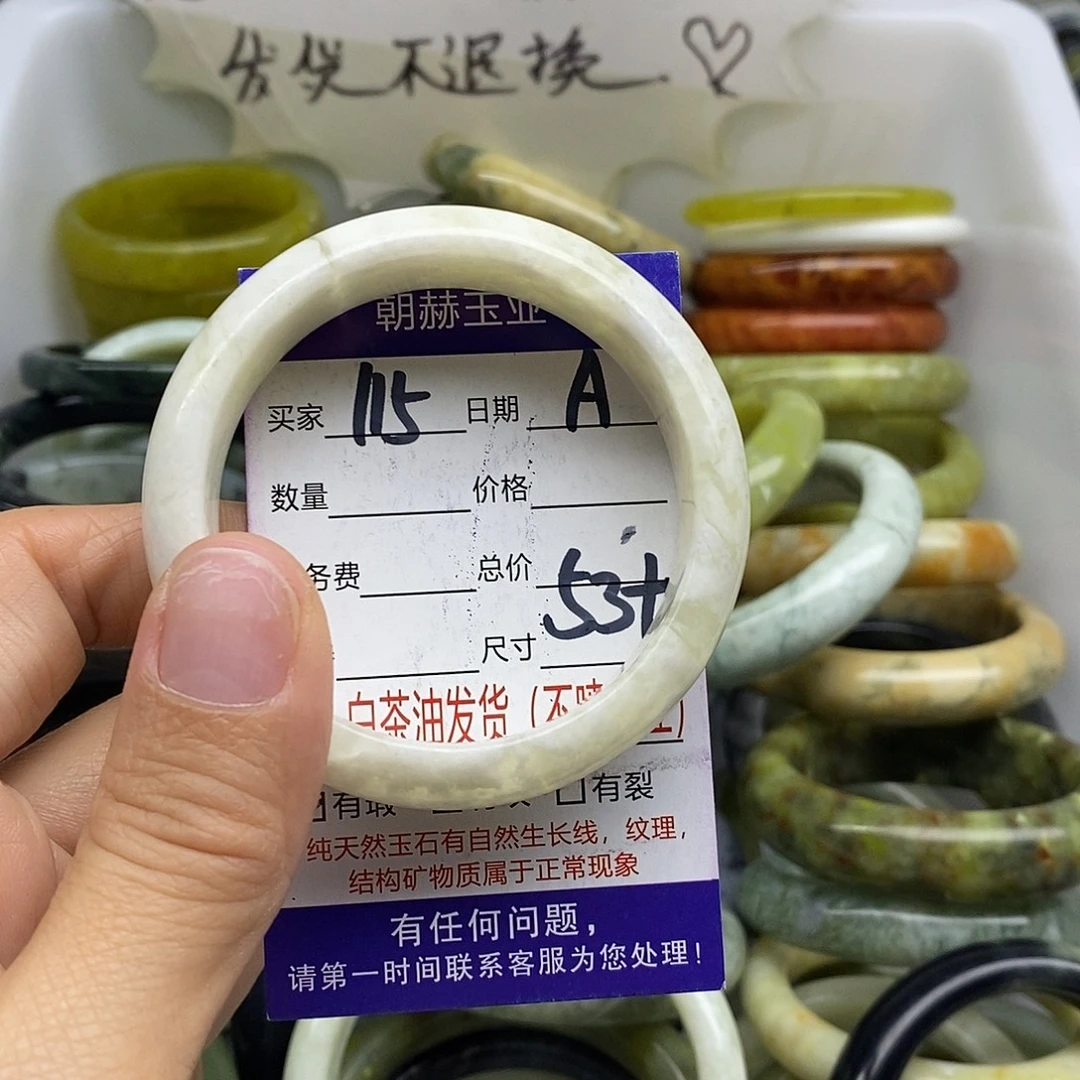 发货不退换.
朝赫玉业
买家 115 日期 A
数量 价格
务费 总价
53+
尺寸
白茶油发货（不
有瑕 有裂
纯天然玉石有自然生长线，纹理，
结构矿物质属于正常现象
有任何问题，
请第一时间联系客服为您处理！